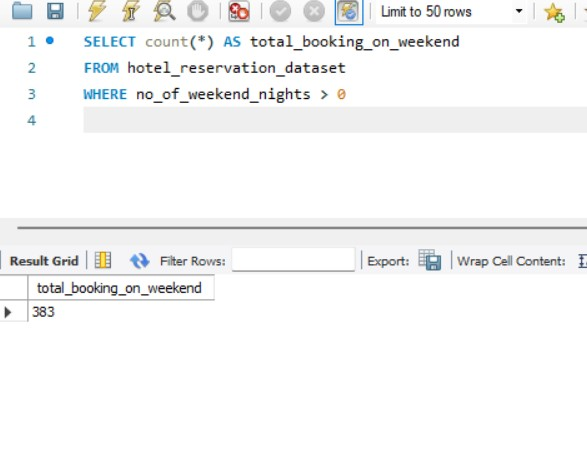 Limit to 50 rows
1 SELECT count(*) AS total_booking_on_weekend
2 FROM hotel_reservation_dataset
3 WHERE no_of_weekend_nights > 0
4
Result Grid Filter Rows: Export: Wrap Cell Content:
total_booking_on_weekend
383